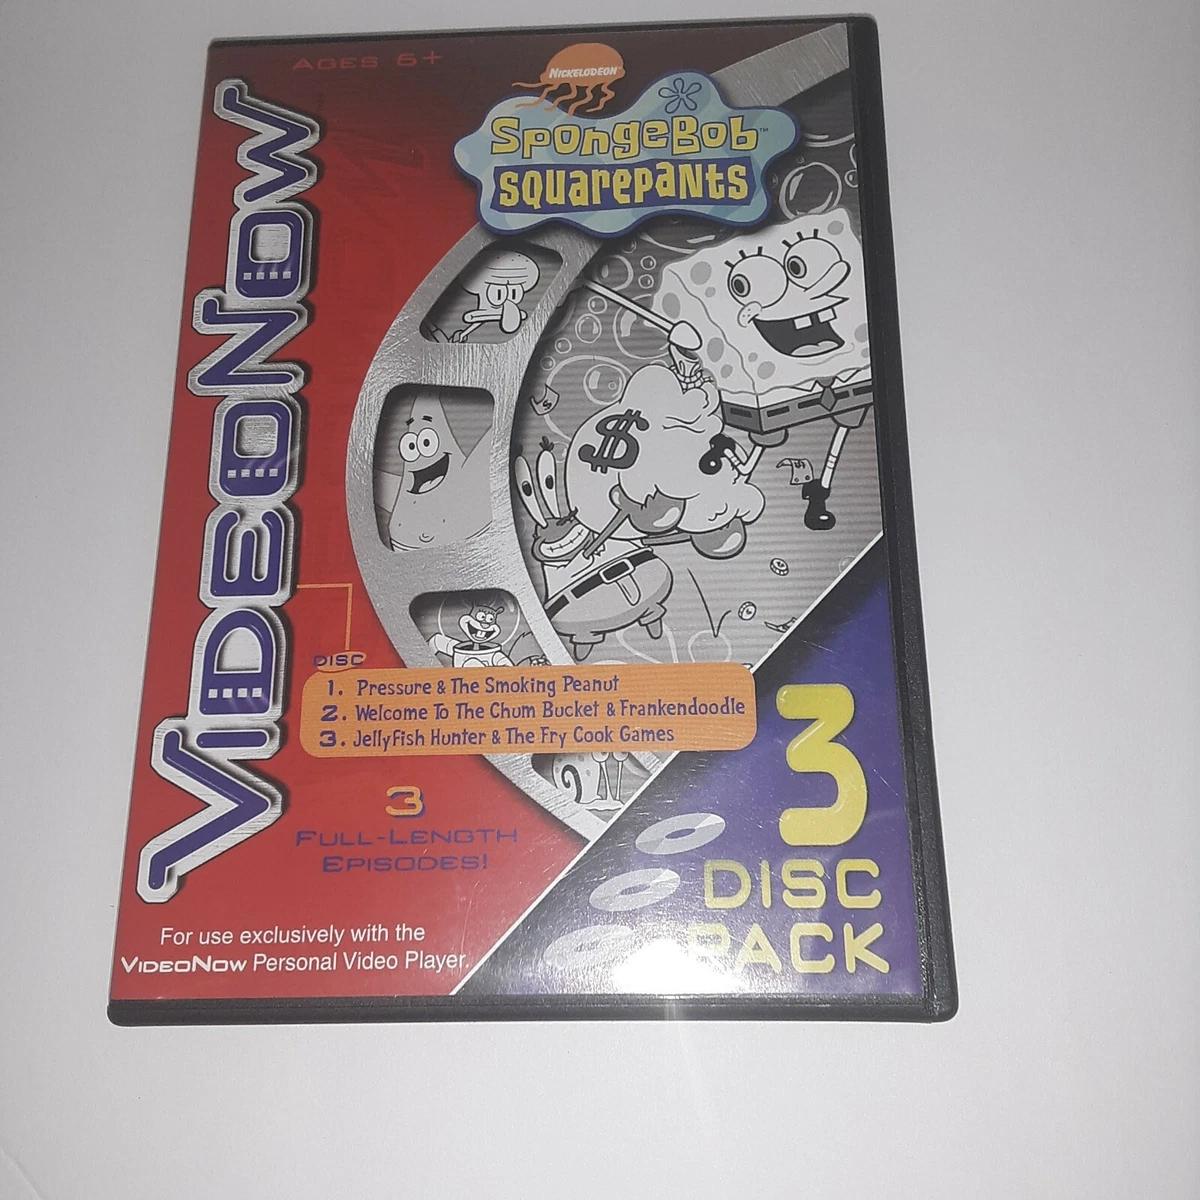 AGES 6+
NICKELODEON™
SPONGEBOB™
SQUAREPANTS
VIDEONOW
$
DISC
1. Pressure & The Smoking Peanut
2. Welcome To The Chum Bucket & Frankendoodle
3. JellyFish Hunter & The Fry Cook Games
3
FULL-LENGTH
EPISODES!
3
DISC
PACK
For use exclusively with the
VIDEONOW Personal Video Player.